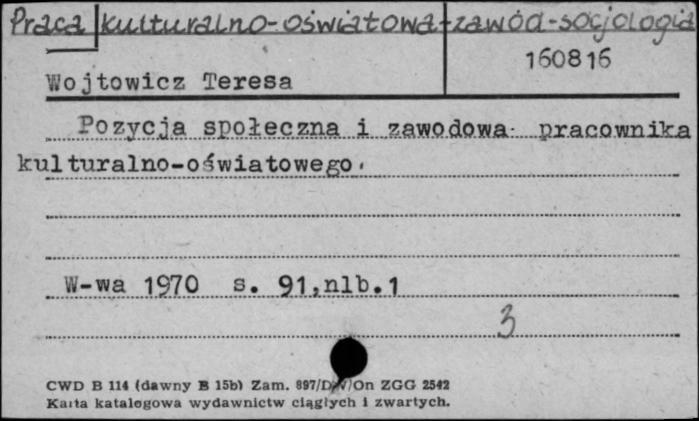 Praca kulturalno-oświatowa-zawód-socjologia
160816
Wojtowicz Teresa
Pozycja społeczna i zawodowa pracownika
kulturalno-oświatowego.
W-wa 1970 s. 91,nlb.1
3
CWD B 114 (dawny B 15b) Zam. 897/DW/On ZGG 2542
Karta katalogowa wydawnictw ciągłych i zwartych.